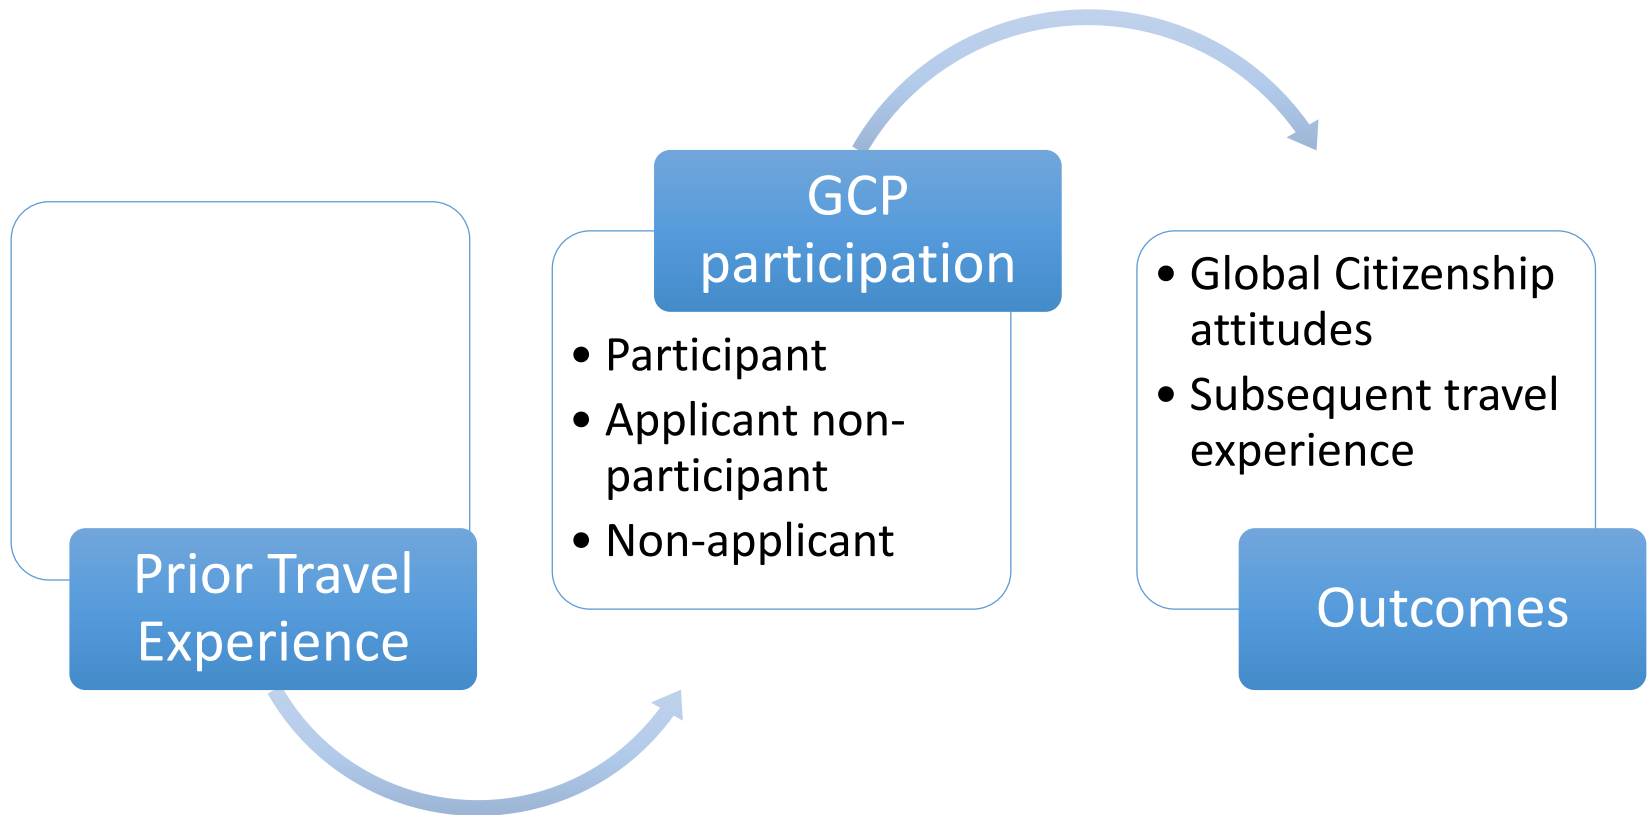 Prior Travel
Experience
GCP
participation
• Participant
• Applicant non-
participant
• Non-applicant
• Global Citizenship
attitudes
• Subsequent travel
experience
Outcomes